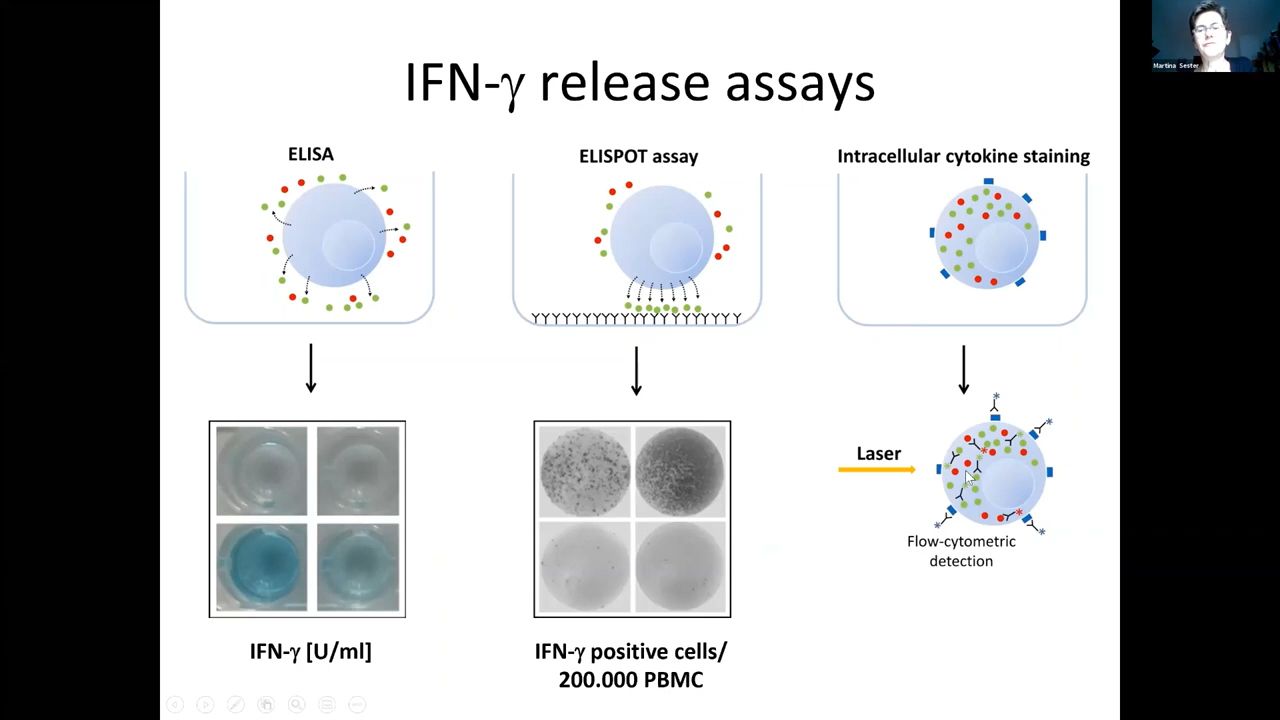 IFN-γ release assays
ELISA
ELISPOT assay
Intracellular cytokine staining
Laser
Flow-cytometric
detection
IFN-γ [U/ml]
IFN-γ positive cells/
200.000 PBMC
Martina Sester